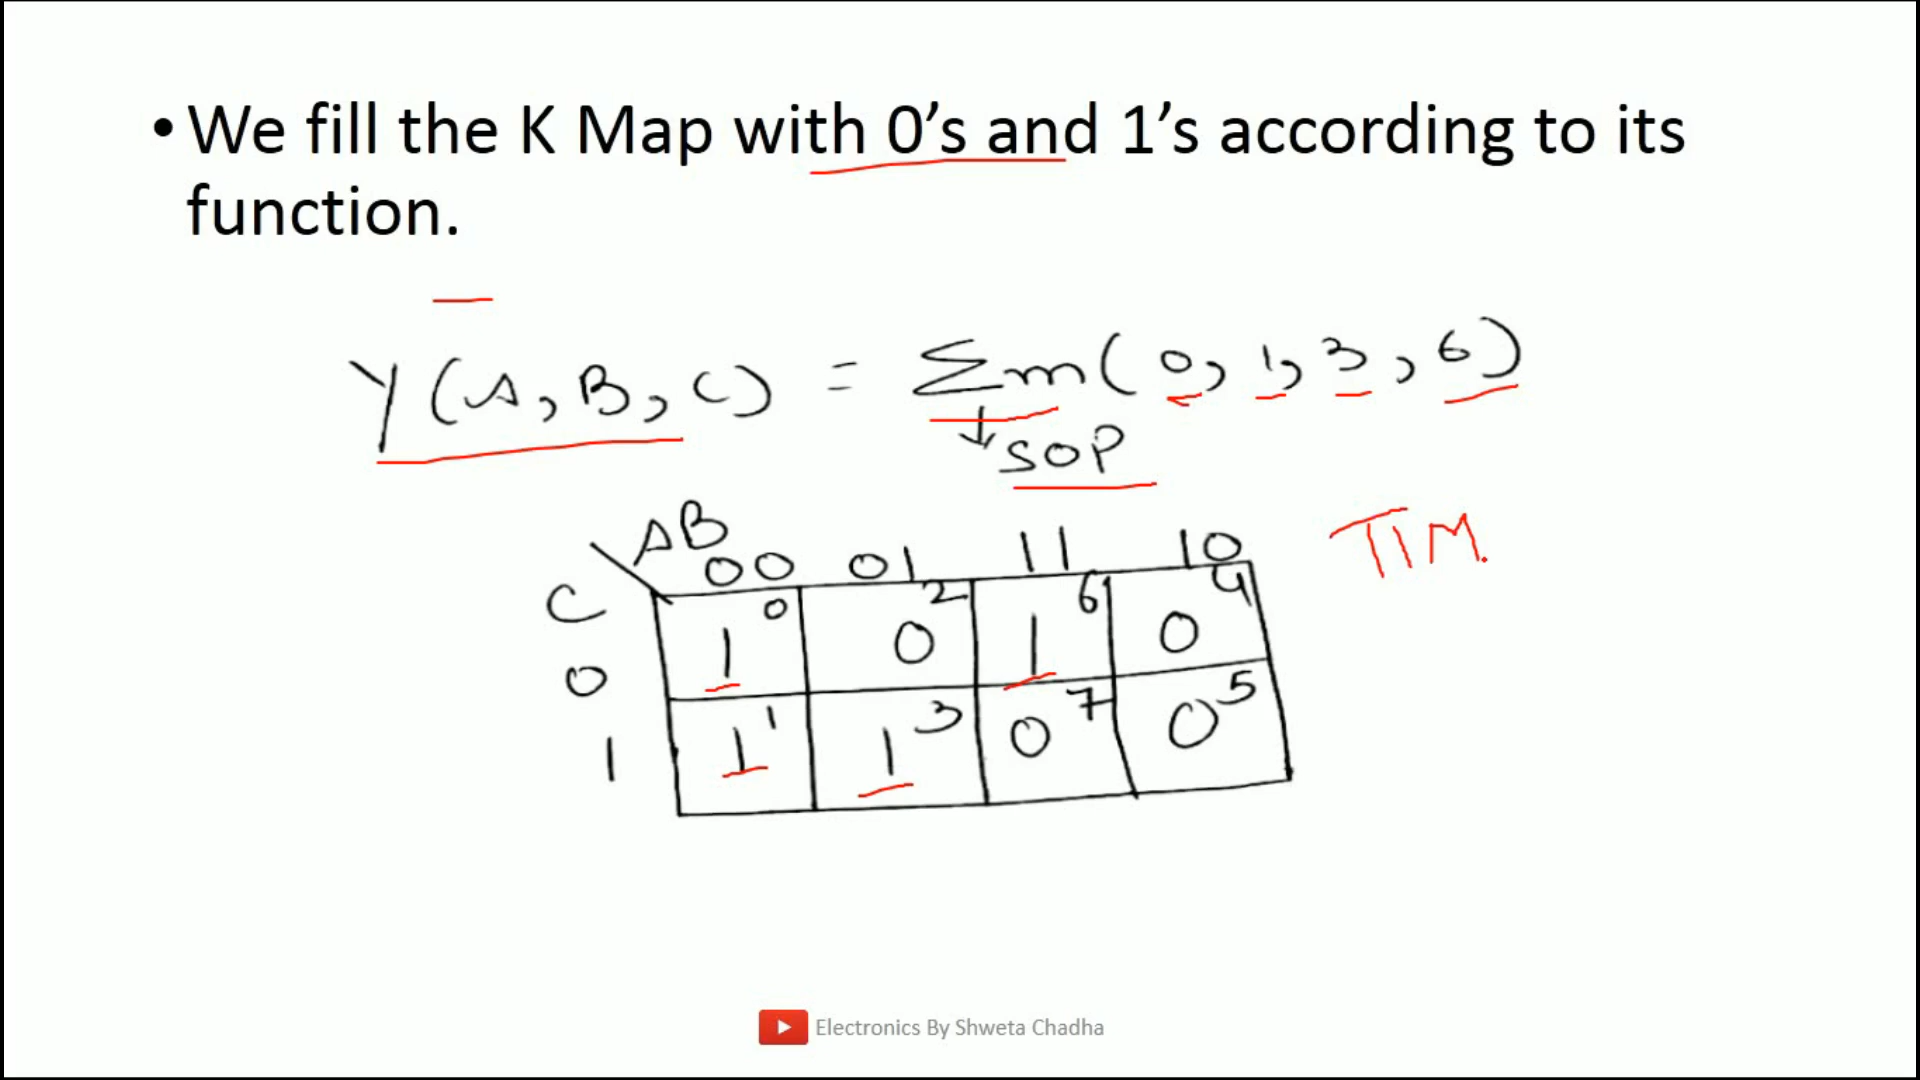 • We fill the K Map with 0’s and 1’s according to its
function.
Y(A, B, C) = Σm(0, 1, 3, 6)
↓ SOP
AB
00 01 11 10
C
0 1 0 0 2 1 6 0 4
1 1 1 1 3 0 7 0 5
Electronics By Shweta Chadha